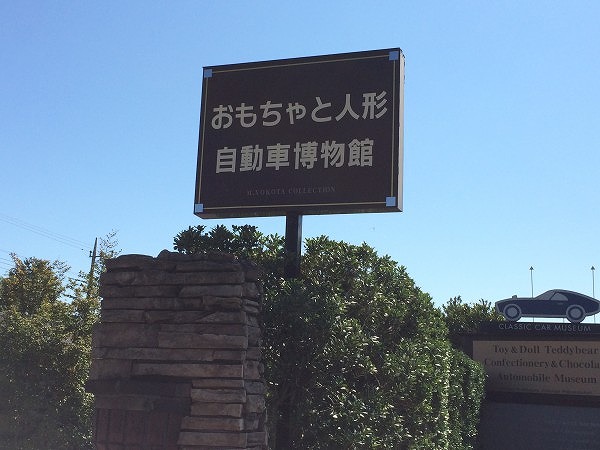 おもちゃと人形
自動車博物館
M.YOKOTA COLLECTION
CLASSIC CAR MUSEUM
Toy & Doll Teddybear
Confectionery & Chocola
Automobile Museum